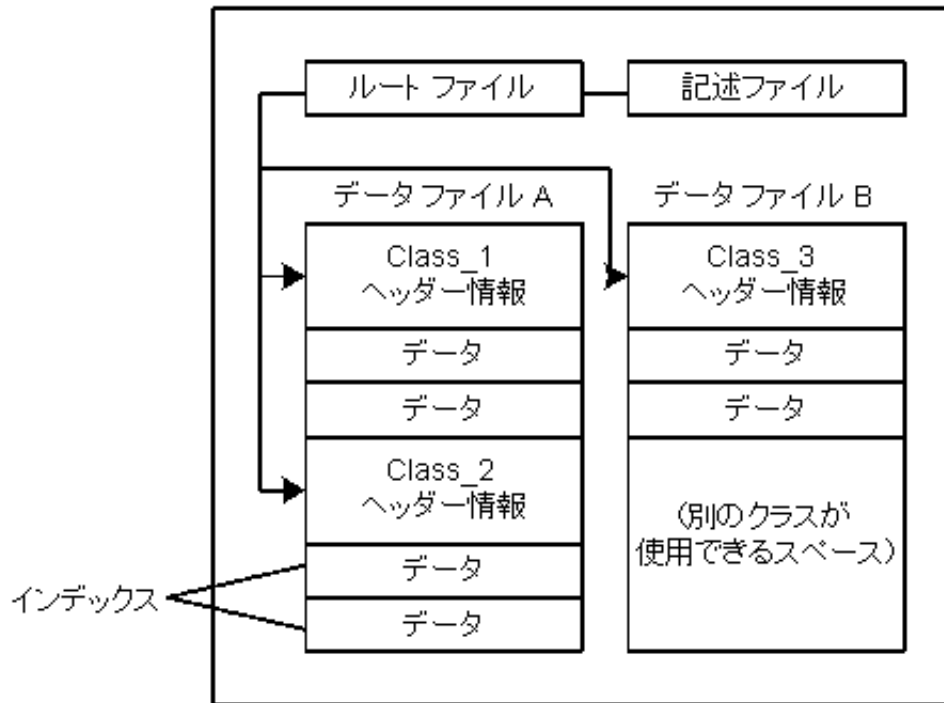 ルート ファイル
記述ファイル
データ ファイル A
データ ファイル B
Class_1
ヘッダー情報
データ
データ
Class_2
ヘッダー情報
データ
データ
Class_3
ヘッダー情報
データ
データ
(別のクラスが
使用できるスペース)
インデックス